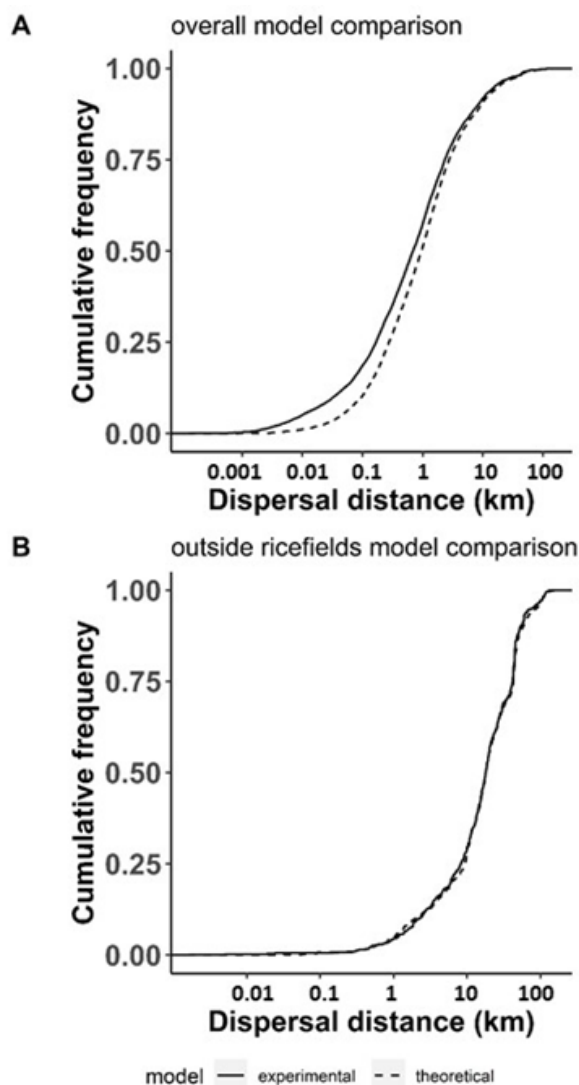 A overall model comparison
1.00
0.75
0.50
0.25
0.00
Cumulative frequency
0.001 0.01 0.1 1 10 100
Dispersal distance (km)
B outside ricefields model comparison
1.00
0.75
0.50
0.25
0.00
Cumulative frequency
0.01 0.1 1 10 100
Dispersal distance (km)
model experimental theoretical